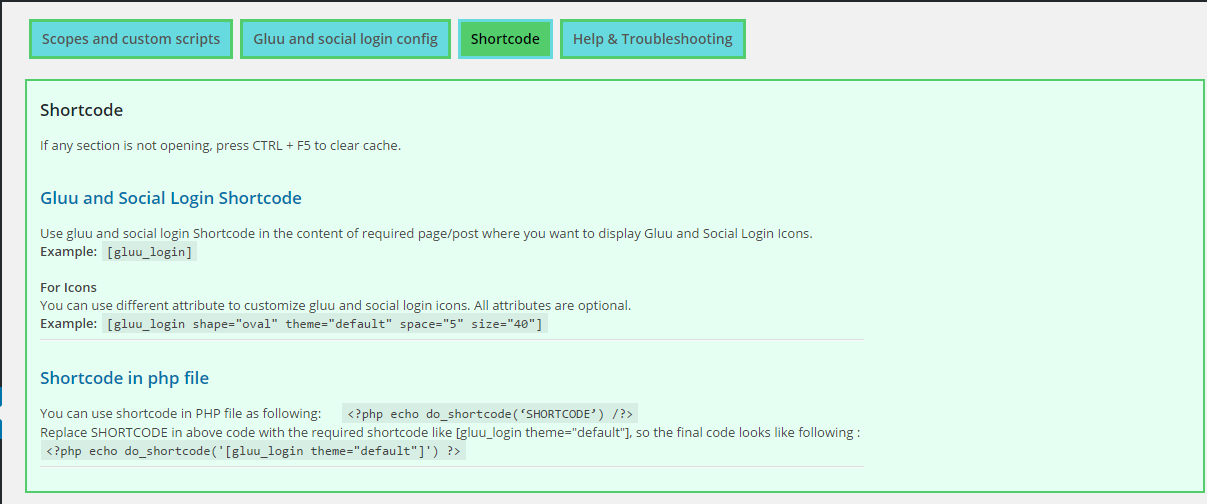 Scopes and custom scripts
Gluu and social login config
Shortcode
Help & Troubleshooting
Shortcode
If any section is not opening, press CTRL + F5 to clear cache.
Gluu and Social Login Shortcode
Use gluu and social login Shortcode in the content of required page/post where you want to display Gluu and Social Login Icons.
Example: [gluu_login]
For Icons
You can use different attribute to customize gluu and social login icons. All attributes are optional.
Example: [gluu_login shape="oval" theme="default" space="5" size="40"]
Shortcode in php file
You can use shortcode in PHP file as following: <?php echo do_shortcode(‘SHORTCODE’) /?>
Replace SHORTCODE in above code with the required shortcode like [gluu_login theme="default"], so the final code looks like following :
<?php echo do_shortcode('[gluu_login theme="default"]') ?>